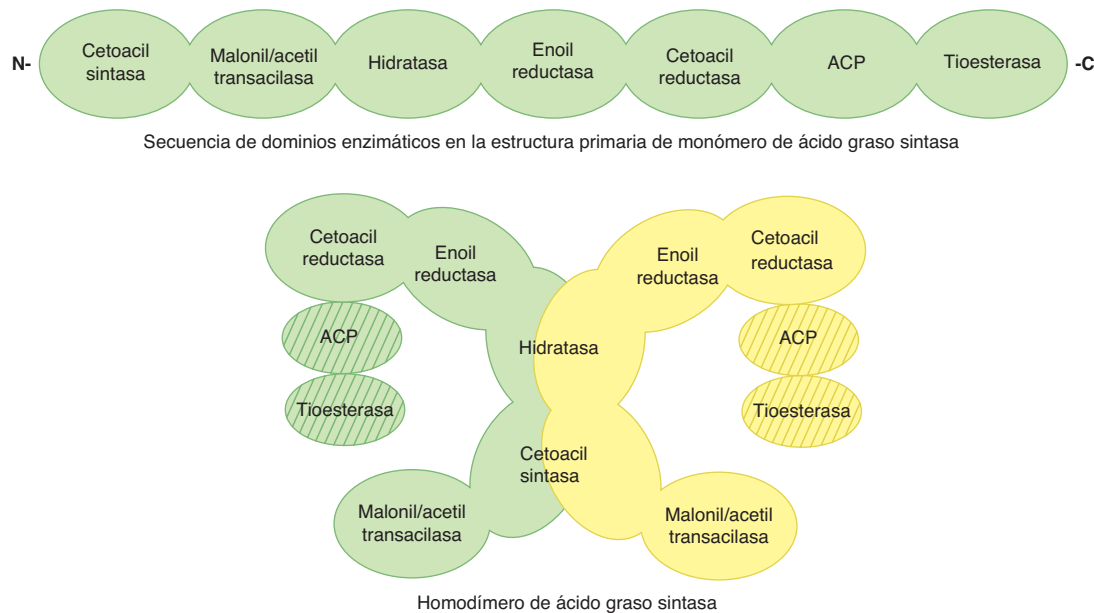 N-
Cetoacil
sintasa
Malonil/acetil
transacilasa
Hidratasa
Enoil
reductasa
Cetoacil
reductasa
ACP
Tioesterasa
-C
Secuencia de dominios enzimáticos en la estructura primaria de monómero de ácido graso sintasa
Cetoacil
reductasa
Enoil
reductasa
Enoil
reductasa
Cetoacil
reductasa
ACP
Hidratasa
ACP
Tioesterasa
Tioesterasa
Cetoacil
sintasa
Malonil/acetil
transacilasa
Malonil/acetil
transacilasa
Homodímero de ácido graso sintasa